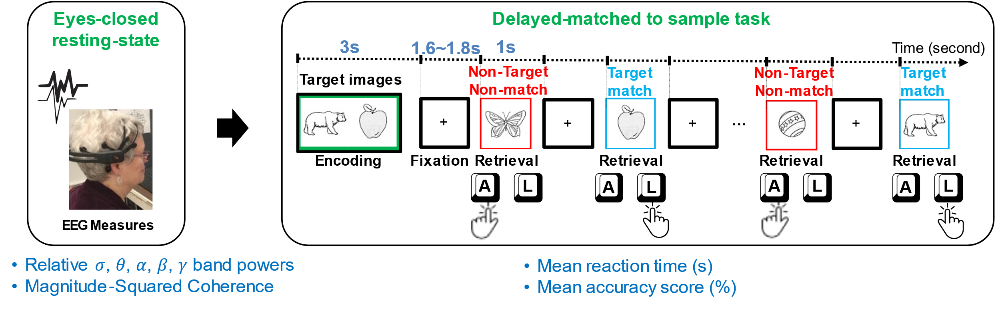 Eyes-closed
resting-state
EEG Measures
• Relative σ, θ, α, β, γ band powers
• Magnitude-Squared Coherence
Delayed-matched to sample task
3s 1.6~1.8s 1s
Time (second)
Target images
Non-Target
Non-match
Target
match
Non-Target
Non-match
Target
match
+ + + ... +
Encoding Fixation Retrieval Retrieval Retrieval Retrieval
A L A L A L A L
• Mean reaction time (s)
• Mean accuracy score (%)